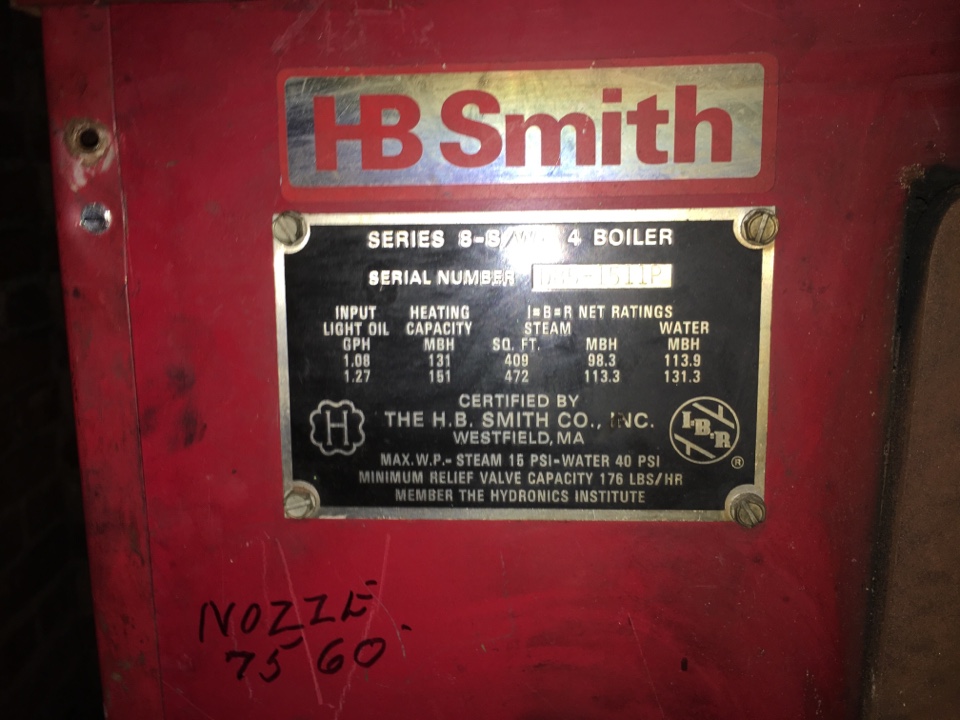 HB Smith
SERIES 8-S/W 4 BOILER
SERIAL NUMBER
INPUT HEATING I=B=R NET RATINGS
LIGHT OIL CAPACITY STEAM WATER
GPH MBH SQ. FT. MBH MBH
1.08 131 409 98.3 113.9
1.27 151 472 113.3 131.3
CERTIFIED BY
H THE H.B. SMITH CO., INC. I=B=R
WESTFIELD, MA ®
MAX. W.P.- STEAM 15 PSI-WATER 40 PSI
MINIMUM RELIEF VALVE CAPACITY 176 LBS/HR
MEMBER THE HYDRONICS INSTITUTE
NOZZLE
75 60